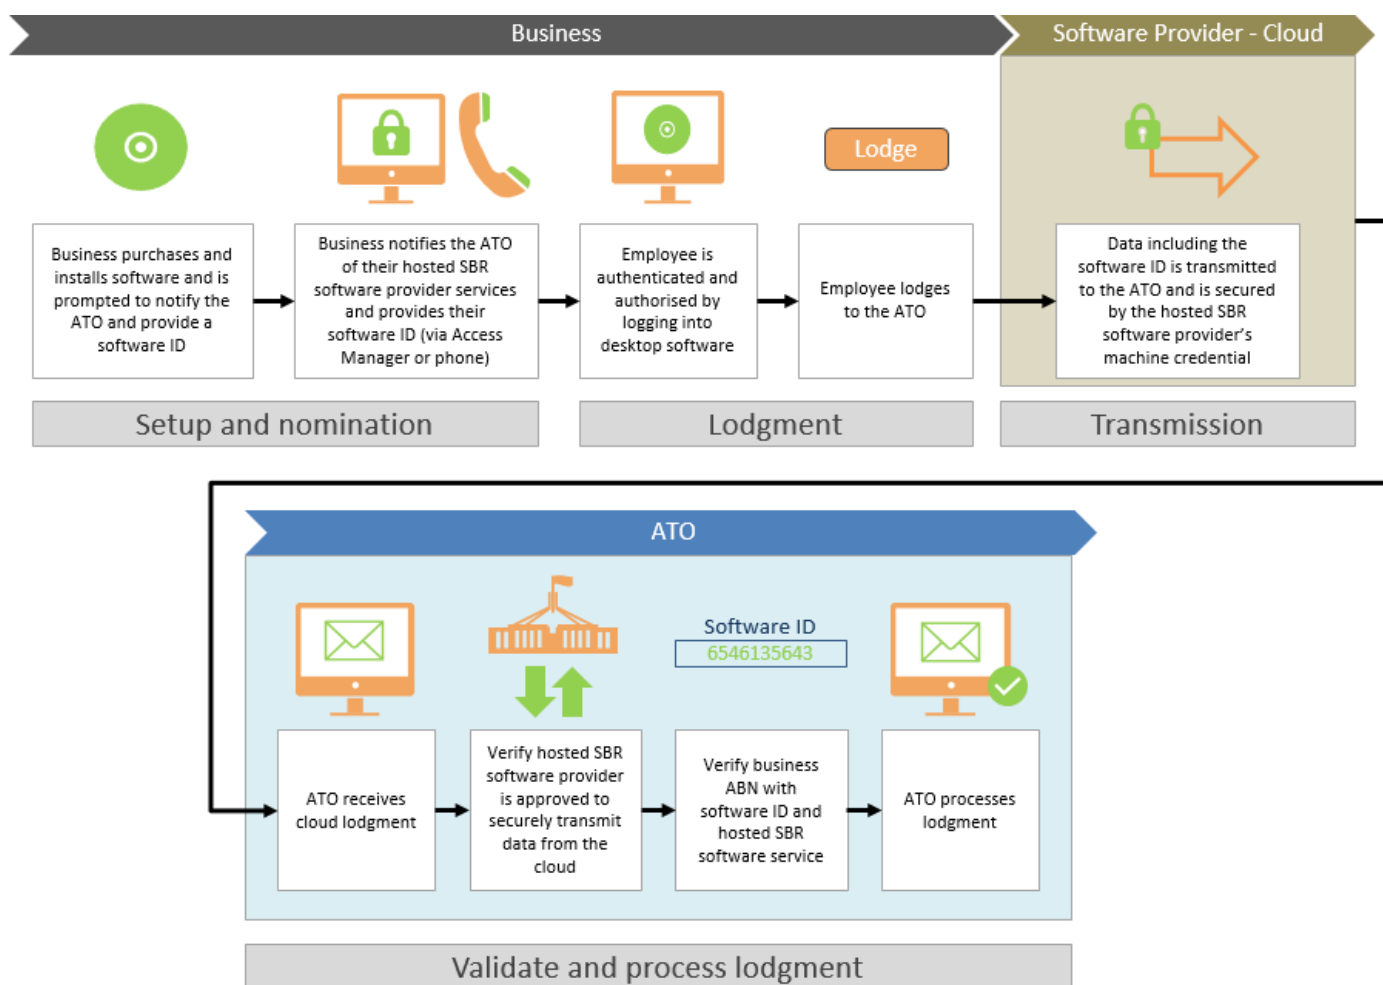 Business
Software Provider - Cloud
Lodge
Business purchases and
installs software and is
prompted to notify the
ATO and provide a
software ID
Business notifies the ATO
of their hosted SBR
software provider services
and provides their
software ID (via Access
Manager or phone)
Employee is
authenticated and
authorised by
logging into
desktop software
Employee lodges
to the ATO
Data including the
software ID is transmitted
to the ATO and is secured
by the hosted SBR
software provider’s
machine credential
Setup and nomination
Lodgment
Transmission
ATO
Software ID
6546135643
ATO receives
cloud lodgment
Verify hosted SBR
software provider
is approved to
securely transmit
data from the
cloud
Verify business
ABN with
software ID and
hosted SBR
software service
ATO processes
lodgment
Validate and process lodgment